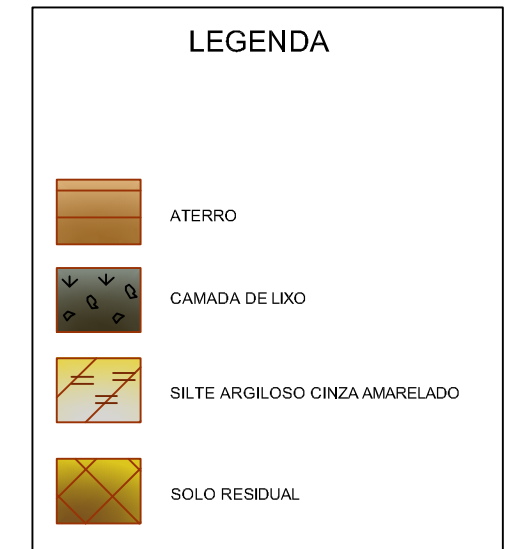 LEGENDA
ATERRO
CAMADA DE LIXO
SILTE ARGILOSO CINZA AMARELADO
SOLO RESIDUAL